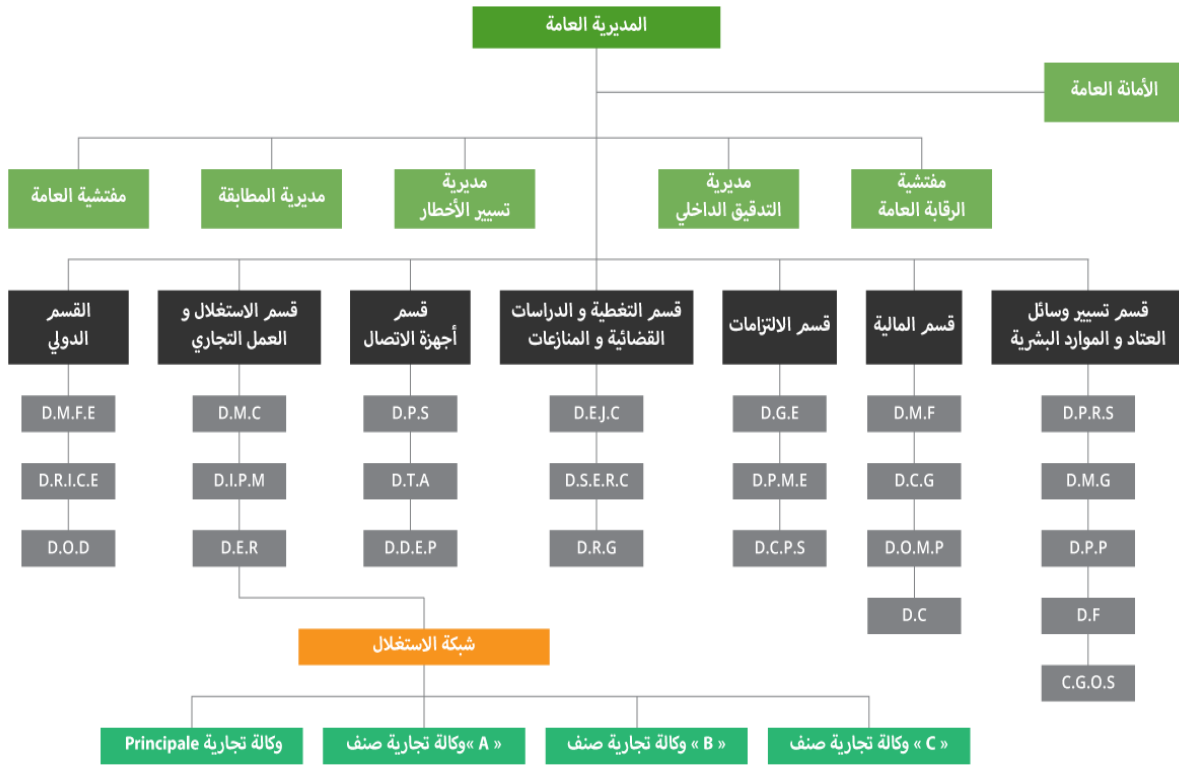 المديرية العامة
الأمانة العامة
مفتشية
الرقابة العامة
مديرية
التدقيق الداخلي
مديرية
تسيير الأخطار
مديرية المطابقة
مفتشية العامة
قسم تسيير وسائل
العتاد و الموارد البشرية
قسم المالية
قسم الالتزامات
قسم التغطية و الدراسات
القضائية و المنازعات
قسم
أجهزة الاتصال
قسم الاستغلال و
العمل التجاري
القسم
الدولي
D.P.R.S
D.M.F
D.G.E
D.E.J.C
D.P.S
D.M.C
D.M.F.E
D.M.G
D.C.G
D.P.M.E
D.S.E.R.C
D.T.A
D.I.P.M
D.R.I.C.E
D.P.P
D.O.M.P
D.C.P.S
D.R.G
D.D.E.P
D.E.R
D.O.D
D.F
D.C
C.G.O.S
شبكة الاستغلال
وكالة تجارية صنف « C »
وكالة تجارية صنف « B »
وكالة تجارية صنف« A »
وكالة تجارية Principale